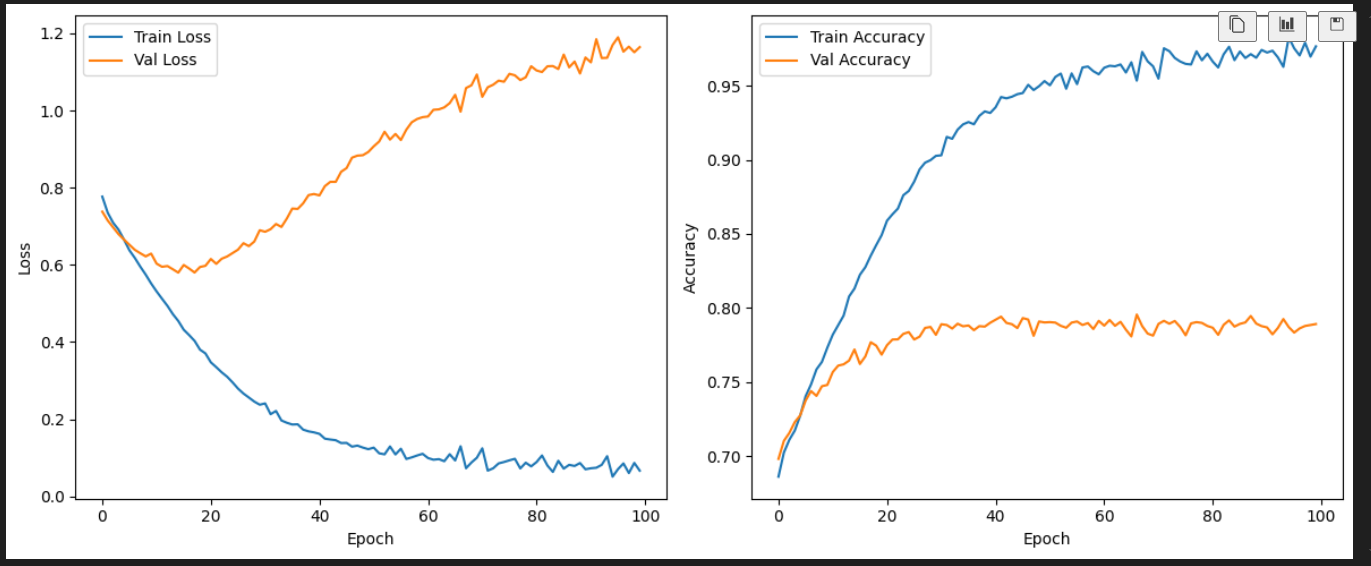 Train Loss
Val Loss
1.2
1.0
0.8
0.6
0.4
0.2
0.0
Loss
0 20 40 60 80 100
Epoch
Train Accuracy
Val Accuracy
0.95
0.90
0.85
0.80
0.75
0.70
Accuracy
0 20 40 60 80 100
Epoch